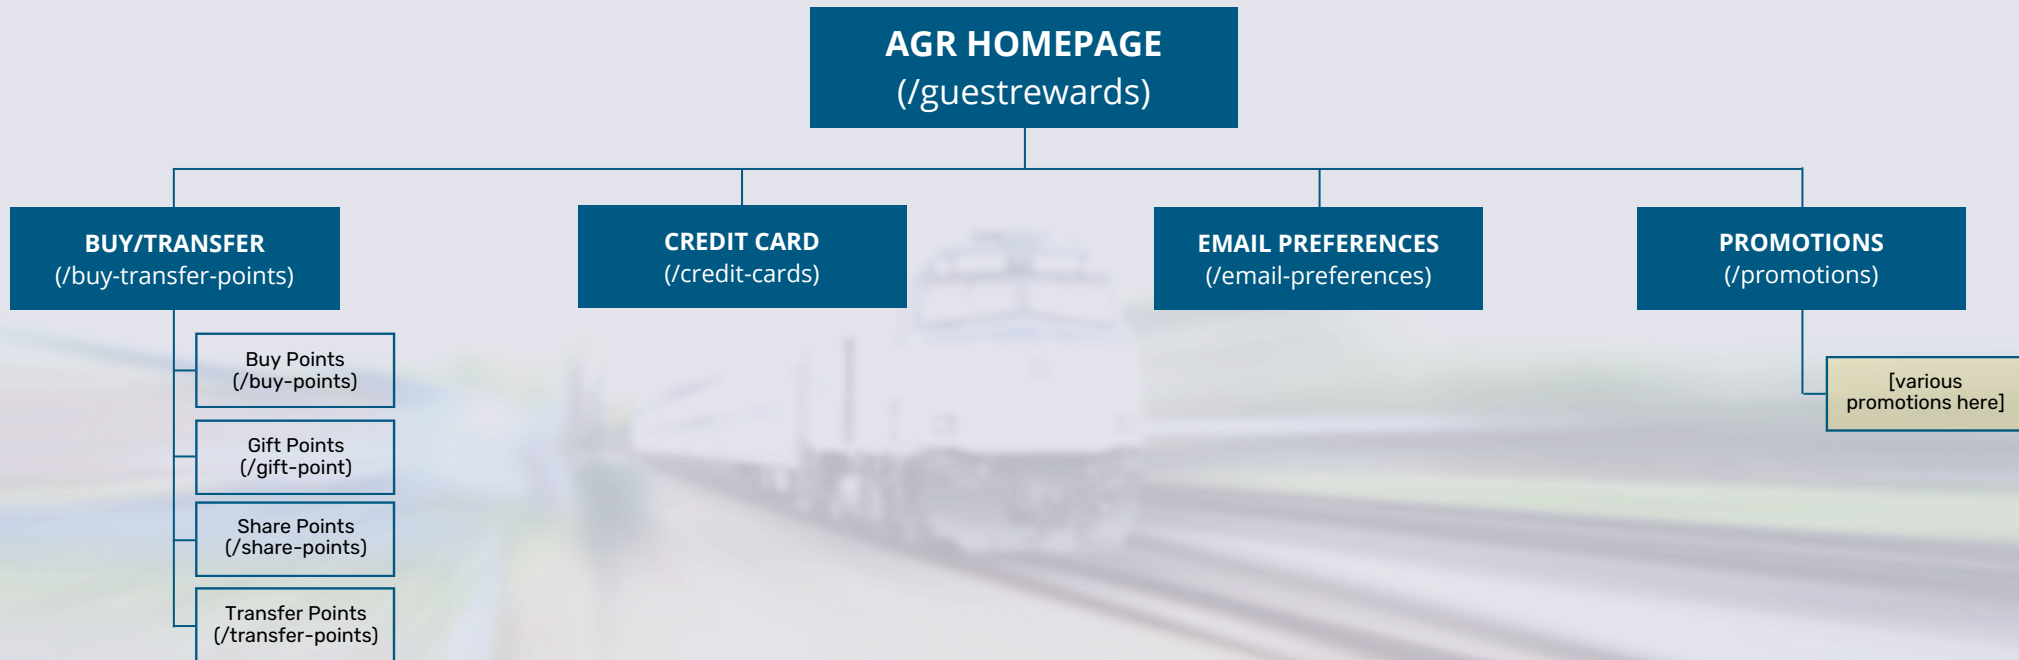 AGR HOMEPAGE
(/guestrewards)
BUY/TRANSFER
(/buy-transfer-points)
CREDIT CARD
(/credit-cards)
EMAIL PREFERENCES
(/email-preferences)
PROMOTIONS
(/promotions)
Buy Points
(/buy-points)
Gift Points
(/gift-point)
Share Points
(/share-points)
Transfer Points
(/transfer-points)
[various
promotions here]